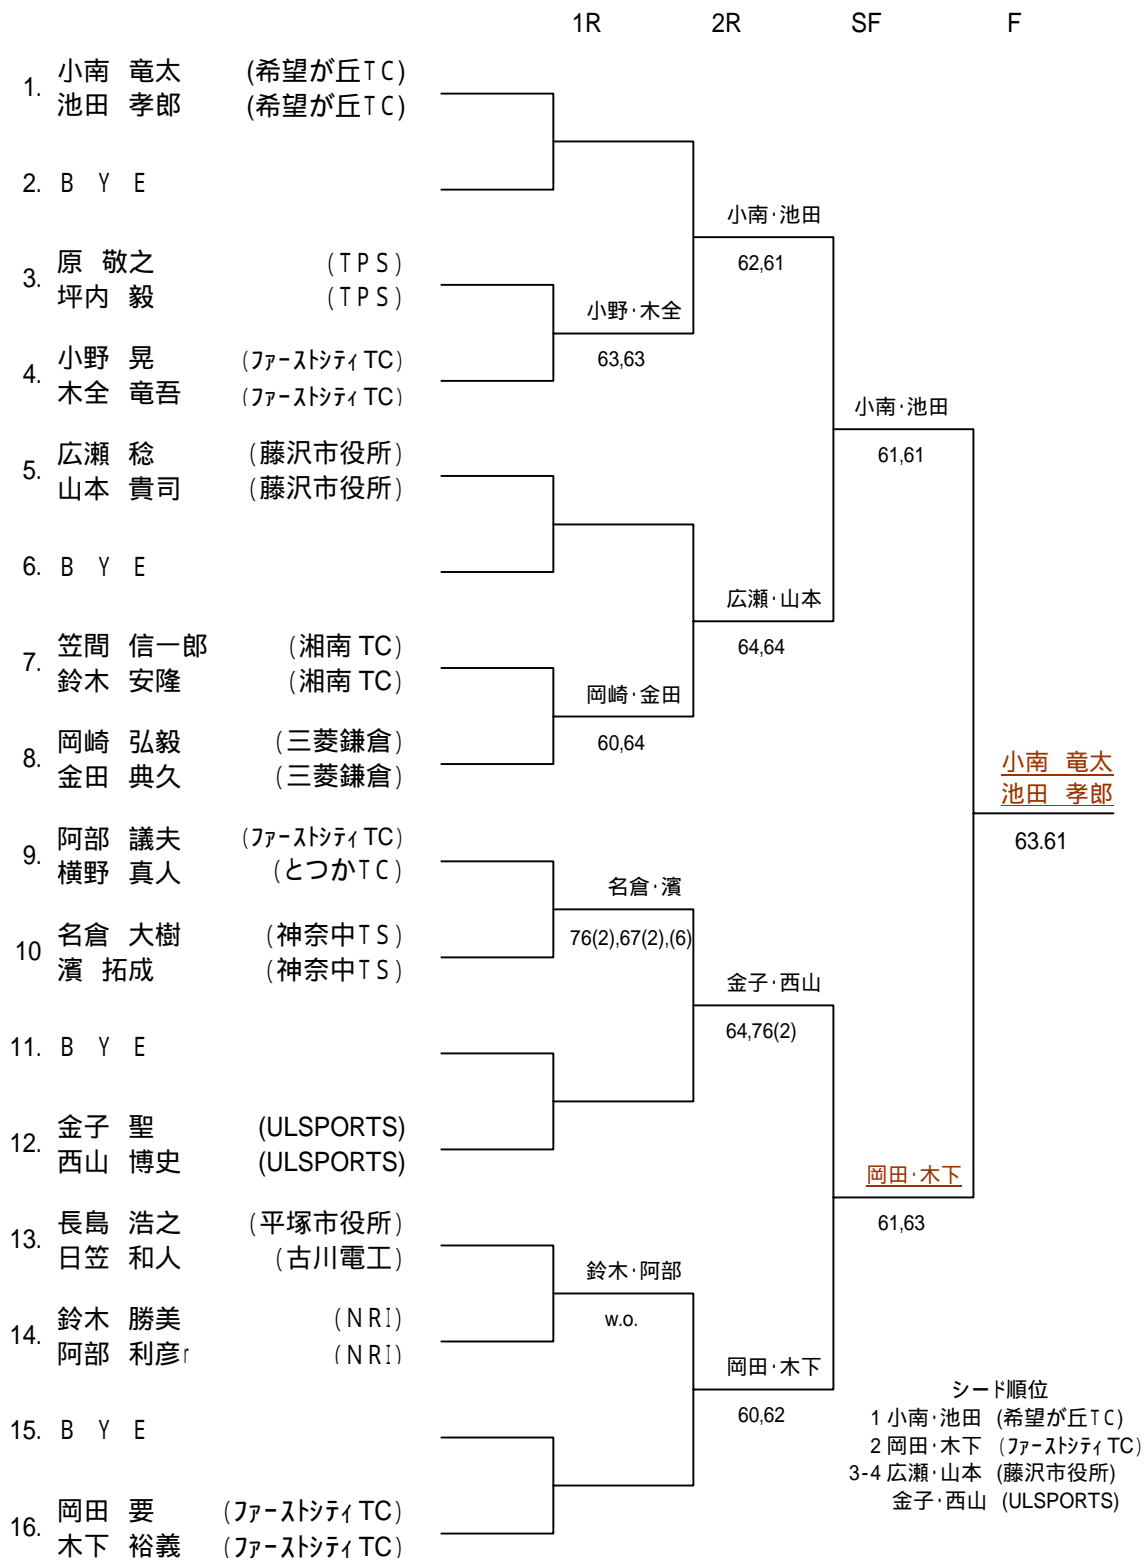 1R 2R SF F
1. 小南 竜太 (希望が丘TC)
池田 孝郎 (希望が丘TC)
2. B Y E
小南・池田
62,61
3. 原 敬之 (TPS)
坪内 毅 (TPS)
小野・木全
63,63
4. 小野 晃 (ファーストシティTC)
木全 竜吾 (ファーストシティTC)
小南・池田
61,61
5. 広瀬 稔 (藤沢市役所)
山本 貴司 (藤沢市役所)
6. B Y E
広瀬・山本
64,64
7. 笠間 信一郎 (湘南TC)
鈴木 安隆 (湘南TC)
岡崎・金田
60,64
8. 岡崎 弘毅 (三菱鎌倉)
金田 典久 (三菱鎌倉)
小南 竜太
池田 孝郎
63.61
9. 阿部 議夫 (ファーストシティTC)
横野 真人 (とつかTC)
名倉・濱
76(2),67(2),(6)
10 名倉 大樹 (神奈中TS)
濱 拓成 (神奈中TS)
金子・西山
64,76(2)
11. B Y E
12. 金子 聖 (ULSPORTS)
西山 博史 (ULSPORTS)
岡田・木下
61,63
13. 長島 浩之 (平塚市役所)
日笠 和人 (古川電工)
鈴木・阿部
w.o.
14. 鈴木 勝美 (NRI)
阿部 利彦 (NRI)
岡田・木下
60,62
15. B Y E
16. 岡田 要 (ファーストシティTC)
木下 裕義 (ファーストシティTC)
シード順位
1 小南・池田 (希望が丘TC)
2 岡田・木下 (ファーストシティTC)
3-4 広瀬・山本 (藤沢市役所)
金子・西山 (ULSPORTS)